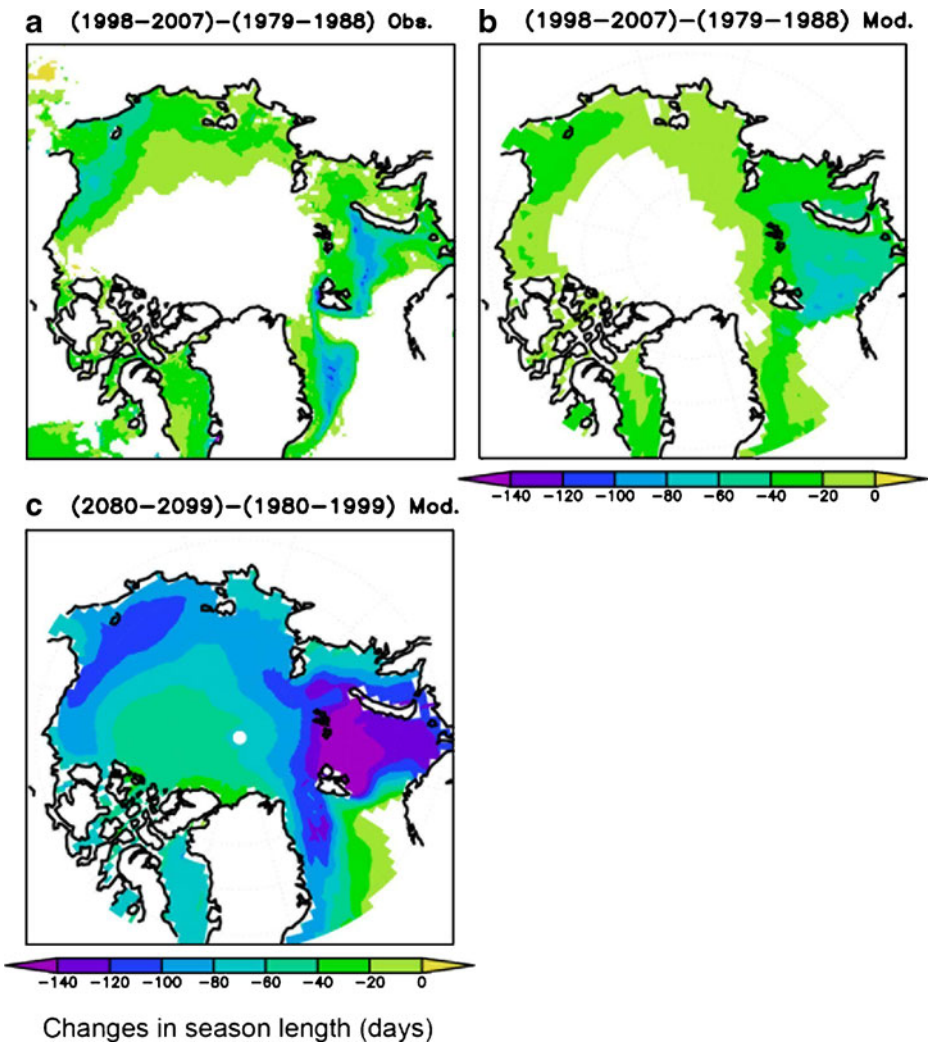 a (1998−2007)−(1979−1988) Obs.
b (1998−2007)−(1979−1988) Mod.
−140 −120 −100 −80 −60 −40 −20 0
c (2080−2099)−(1980−1999) Mod.
−140 −120 −100 −80 −60 −40 −20 0
Changes in season length (days)